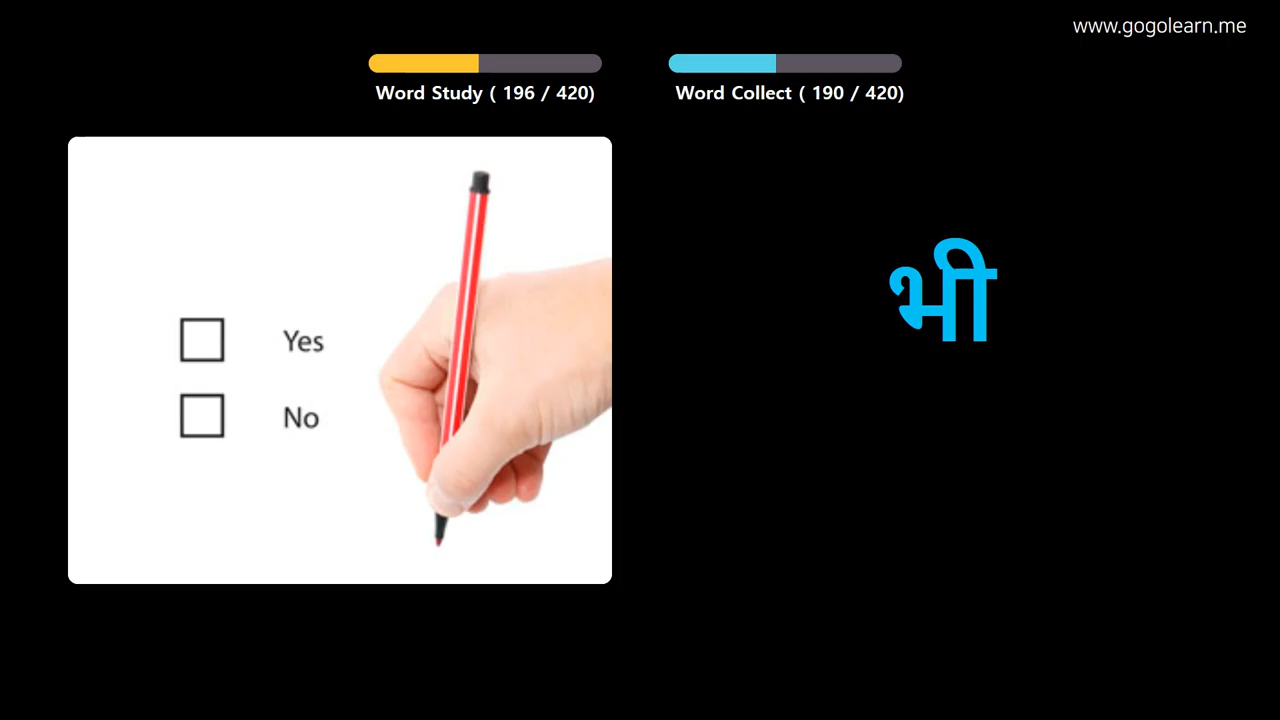 www.gogolearn.me
Word Study ( 196 / 420)
Word Collect ( 190 / 420)
Yes
No
भी